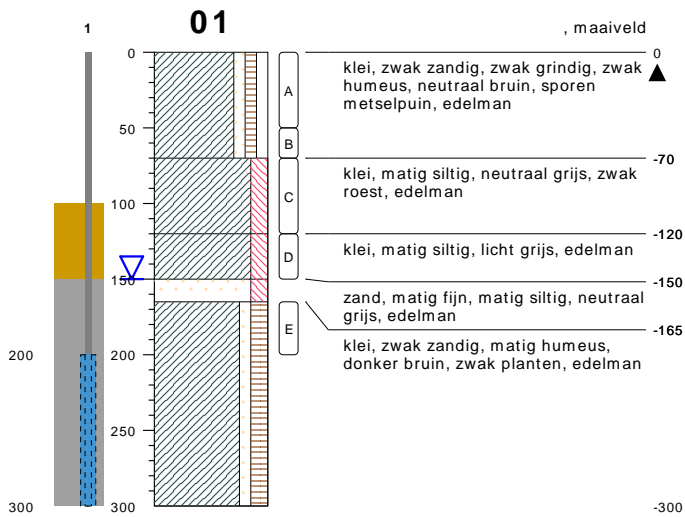 01
1
, maaiveld
0
50
100
150
200
250
300
200
300
A
B
C
D
E
0
klei, zwak zandig, zwak grindig, zwak
humeus, neutraal bruin, sporen
metselpuin, edelman
-70
klei, matig siltig, neutraal grijs, zwak
roest, edelman
-120
klei, matig siltig, licht grijs, edelman
-150
zand, matig fijn, matig siltig, neutraal
grijs, edelman
-165
klei, zwak zandig, matig humeus,
donker bruin, zwak planten, edelman
-300